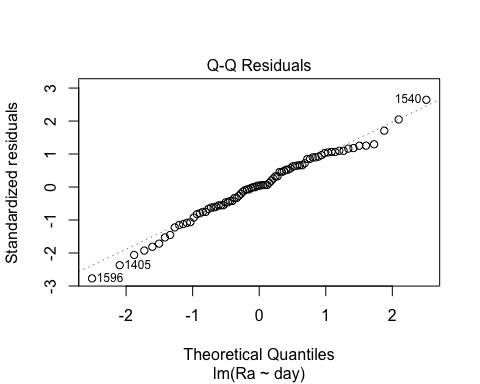 Q-Q Residuals
Standardized residuals
3
2
1
0
-1
-2
-3
1540
1405
1596
-2 -1 0 1 2
Theoretical Quantiles
lm(Ra ~ day)